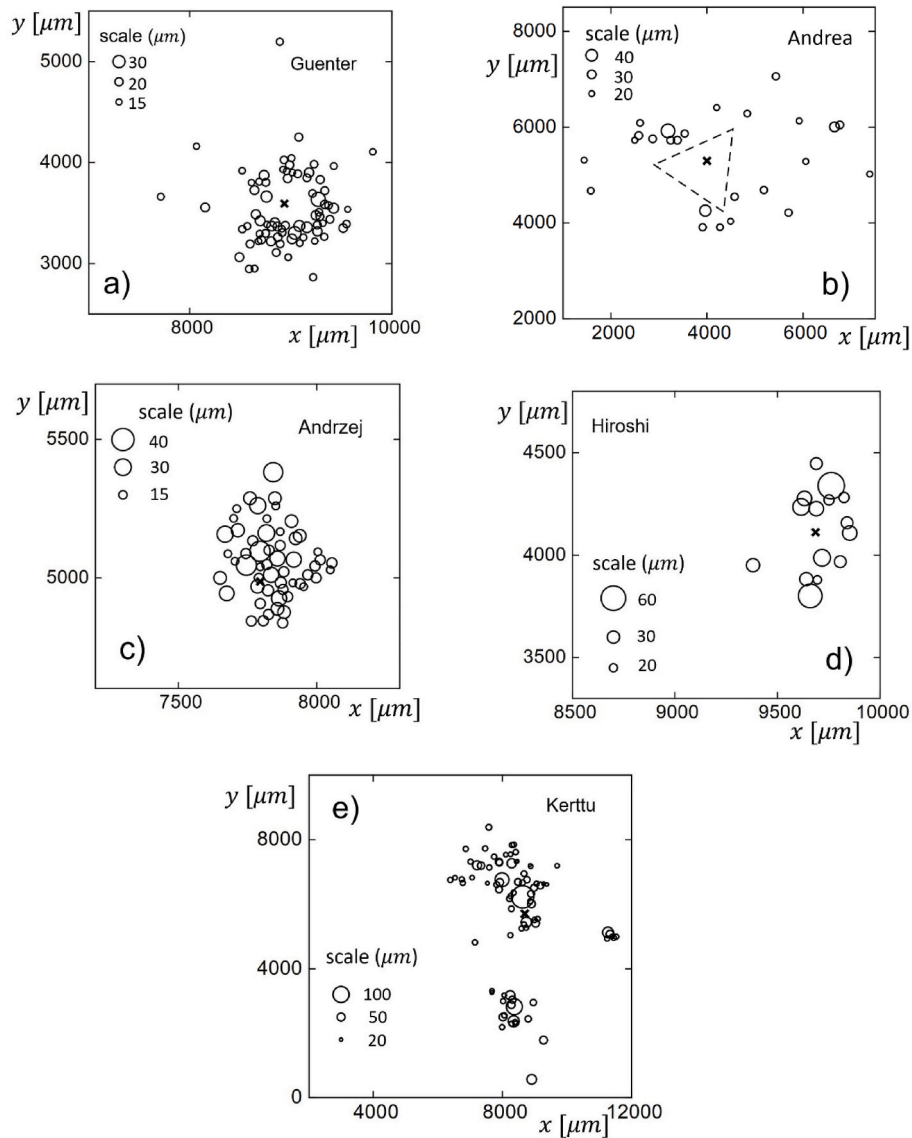 y [μm]
scale (μm)
30
20
15
Guenter
5000
4000
3000
8000
10000
x [μm]
a)
y [μm]
8000
6000
4000
2000
scale (μm)
40
30
20
Andrea
2000
4000
6000
x [μm]
b)
y [μm]
5500
5000
scale (μm)
40
30
15
Andrzej
7500
8000
x [μm]
c)
y [μm]
4500
4000
3500
Hiroshi
scale (μm)
60
30
20
8500
9000
9500
10000
x [μm]
d)
y [μm]
e)
Kerttu
8000
4000
0
scale (μm)
100
50
20
4000
8000
12000
x [μm]